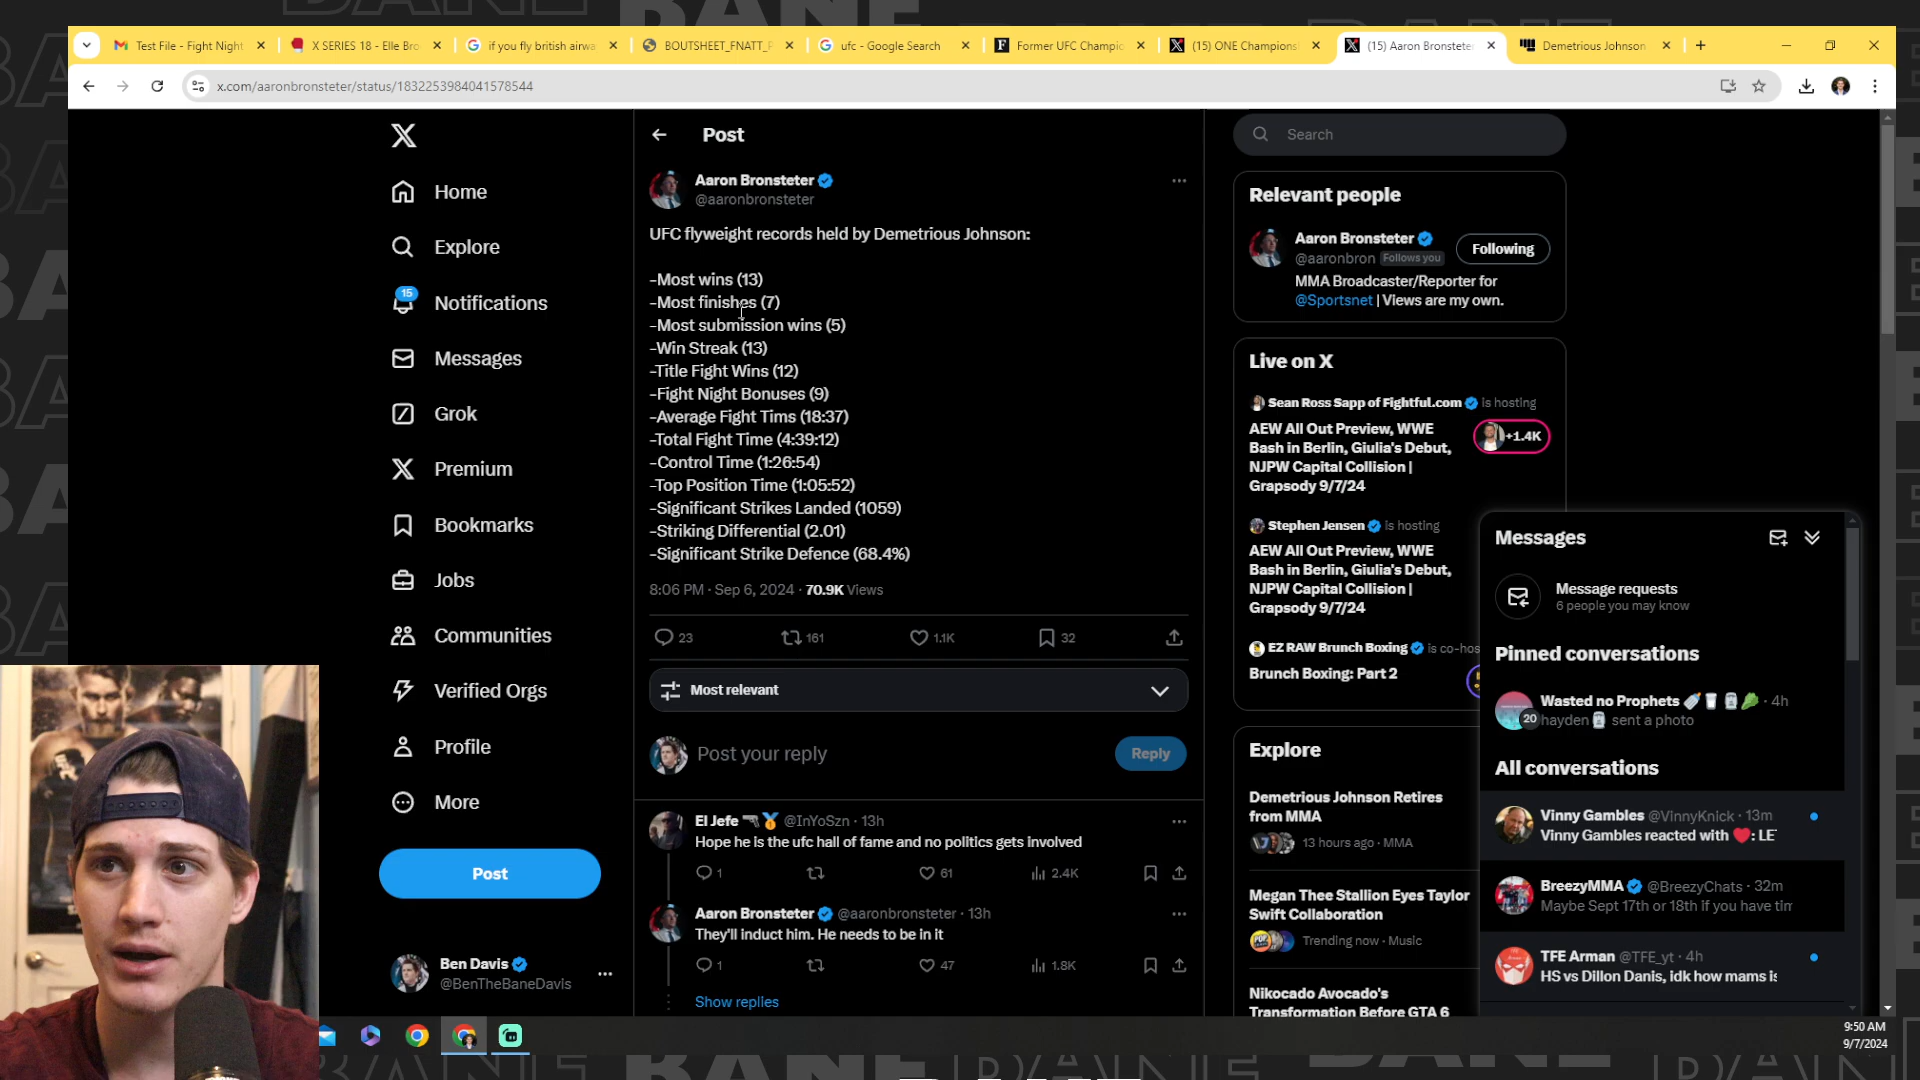 Test File - Fight Night
X SERIES 18 - Elle Bro
if you fly british airwa
BOUTSHEET_FNATT_P
ufc - Google Search
Former UFC Champio
(15) ONE Champions
(15) Aaron Bronstete
Demetrious Johnson
x.com/aaronbronsteter/status/1832253984041578544
Home
Explore
15
Notifications
Messages
Grok
Premium
Bookmarks
Jobs
Communities
Verified Orgs
Profile
More
Post
Ben Davis
@BenTheBaneDavis
Post
Aaron Bronsteter
@aaronbronsteter
UFC flyweight records held by Demetrious Johnson:
-Most wins (13)
-Most finishes (7)
-Most submission wins (5)
-Win Streak (13)
-Title Fight Wins (12)
-Fight Night Bonuses (9)
-Average Fight Tims (18:37)
-Total Fight Time (4:39:12)
-Control Time (1:26:54)
-Top Position Time (1:05:52)
-Significant Strikes Landed (1059)
-Striking Differential (2.01)
-Significant Strike Defence (68.4%)
8:06 PM · Sep 6, 2024 · 70.9K Views
23 161 1.1K 32
Most relevant
Post your reply
Reply
El Jefe @InYoSzn · 13h
Hope he is the ufc hall of fame and no politics gets involved
1 61 2.4K
Aaron Bronsteter @aaronbronsteter · 13h
They'll induct him. He needs to be in it
1 47 1.8K
Show replies
Search
Relevant people
Aaron Bronsteter
@aaronbron Follows you
Following
MMA Broadcaster/Reporter for
@Sportsnet | Views are my own.
Live on X
Sean Ross Sapp of Fightful.com is hosting
AEW All Out Preview, WWE
Bash in Berlin, Giulia's Debut,
NJPW Capital Collision |
Grapsody 9/7/24
+1.4K
Stephen Jensen is hosting
AEW All Out Preview, WWE
Bash in Berlin, Giulia's Debut,
NJPW Capital Collision |
Grapsody 9/7/24
EZ RAW Brunch Boxing is co-hos
Brunch Boxing: Part 2
Explore
Demetrious Johnson Retires
from MMA
13 hours ago · MMA
Megan Thee Stallion Eyes Taylor
Swift Collaboration
Trending now · Music
Nikocado Avocado's
Transformation Before GTA 6
Messages
Message requests
6 people you may know
Pinned conversations
Wasted no Prophets · 4h
20
hayden sent a photo
All conversations
Vinny Gambles @VinnyKnick · 13m
Vinny Gambles reacted with : LE
BreezyMMA @BreezyChats · 32m
Maybe Sept 17th or 18th if you have tim
TFE Arman @TFE_yt · 4h
HS vs Dillon Danis, idk how mams is
9:50 AM
9/7/2024